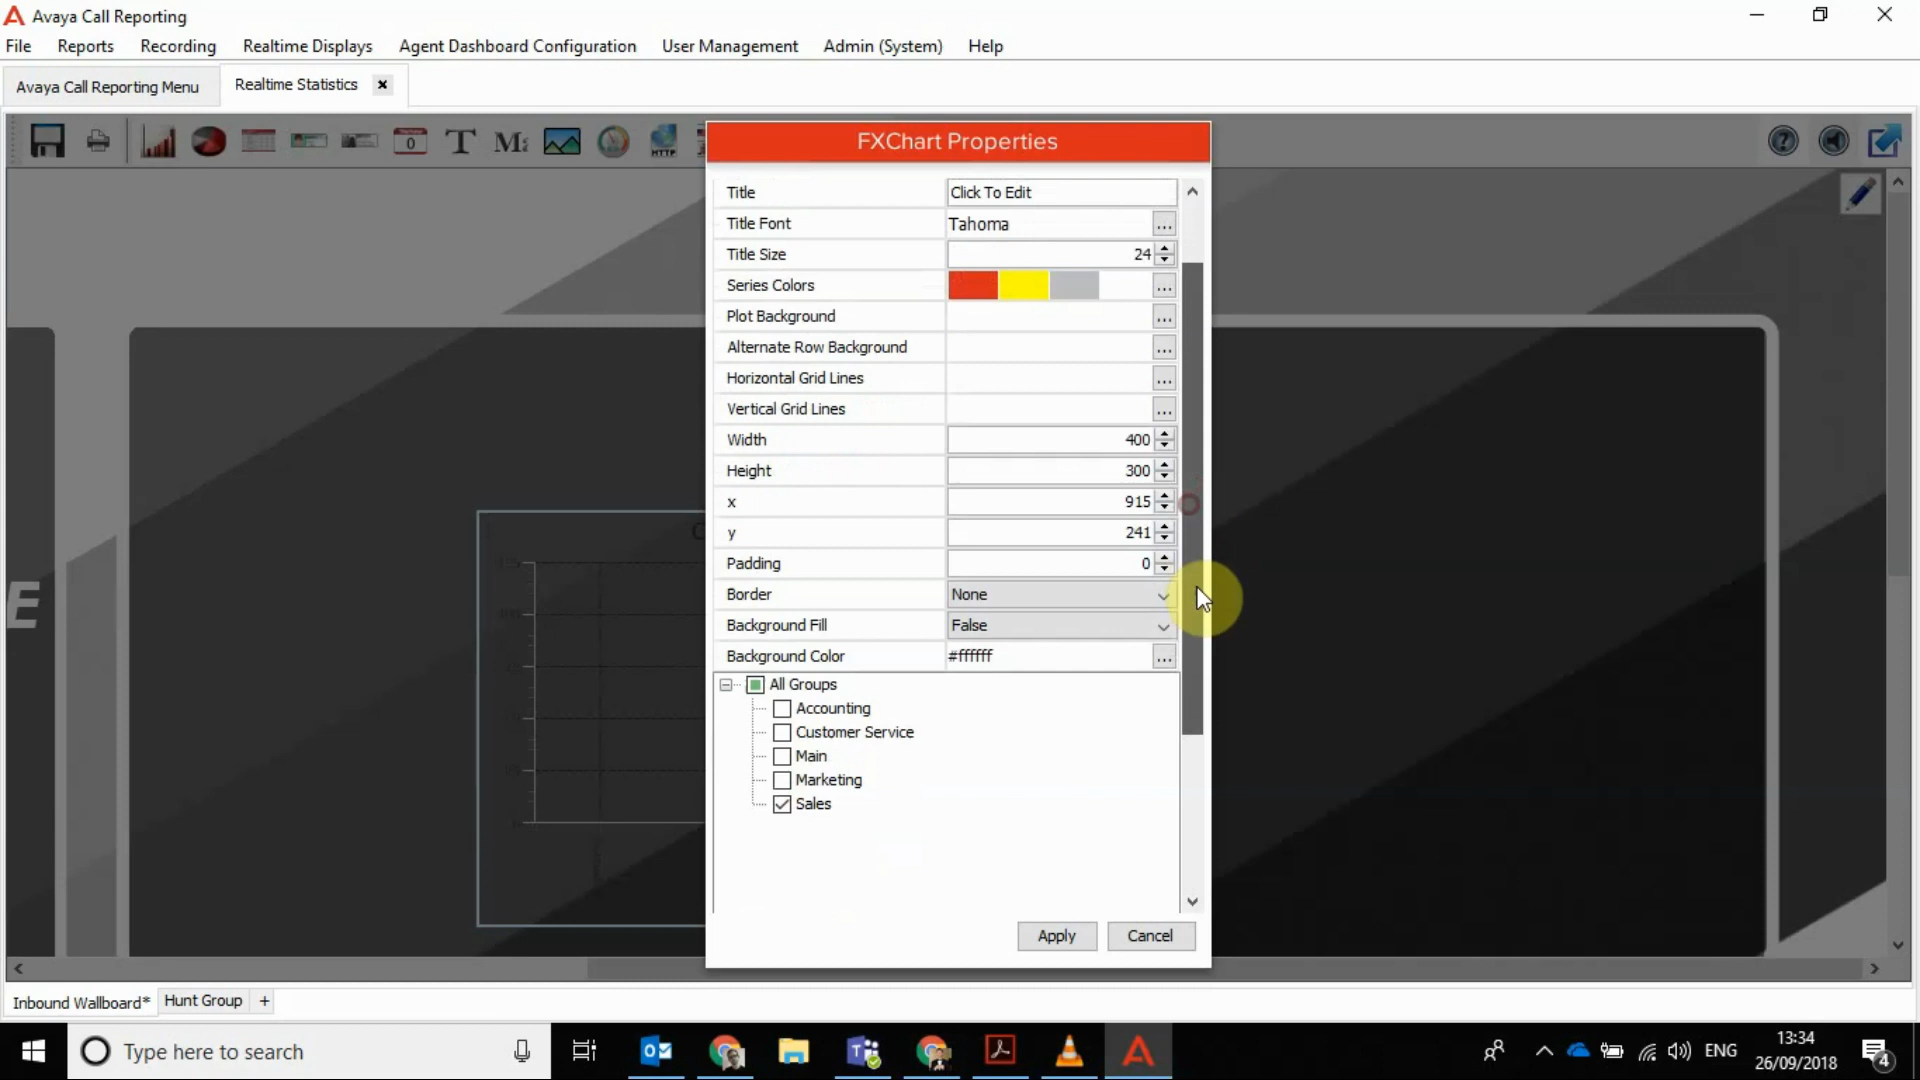 Avaya Call Reporting
File Reports Recording Realtime Displays Agent Dashboard Configuration User Management Admin (System) Help
Avaya Call Reporting Menu Realtime Statistics
FXChart Properties
Title Click To Edit
Title Font Tahoma ...
Title Size 24
Series Colors ...
Plot Background ...
Alternate Row Background ...
Horizontal Grid Lines ...
Vertical Grid Lines ...
Width 400
Height 300
x 915
y 241
Padding 0
Border None
Background Fill False
Background Color #ffffff ...
All Groups
Accounting
Customer Service
Main
Marketing
Sales
Apply Cancel
E
Inbound Wallboard* Hunt Group +
Type here to search
ENG
13:34
26/09/2018
4